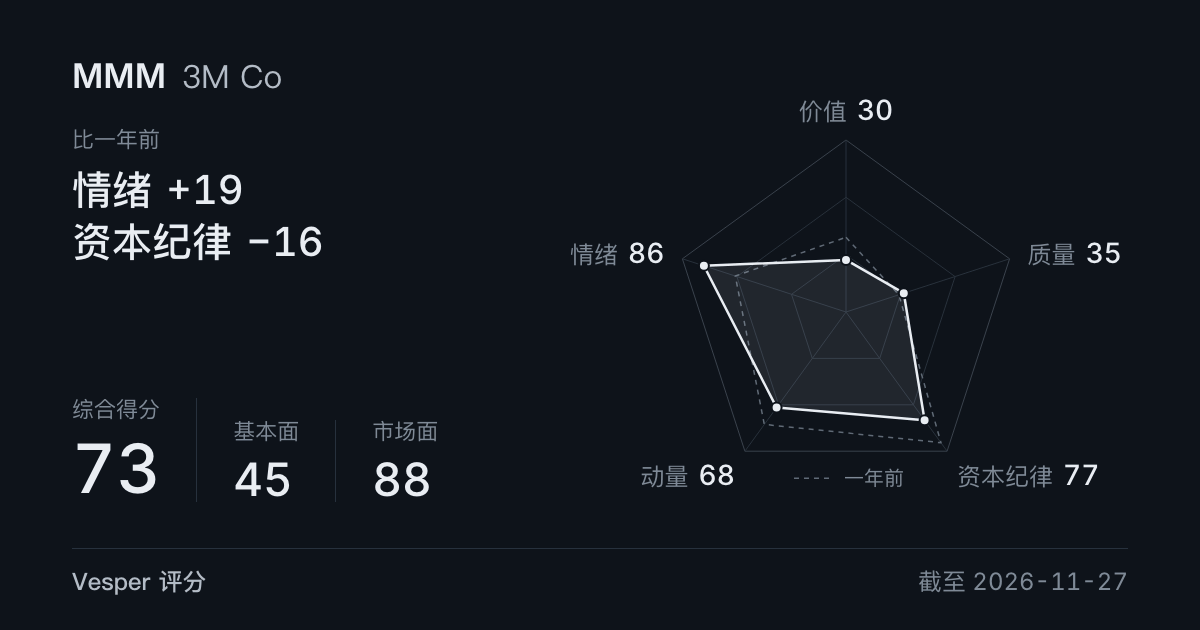 MMM 3M Co
比一年前
情绪 +19
资本纪律 −16
综合得分
73
基本面
45
市场面
88
价值 30
质量 35
资本纪律 77
动量 68
情绪 86
一年前
Vesper 评分
截至 2026-11-27